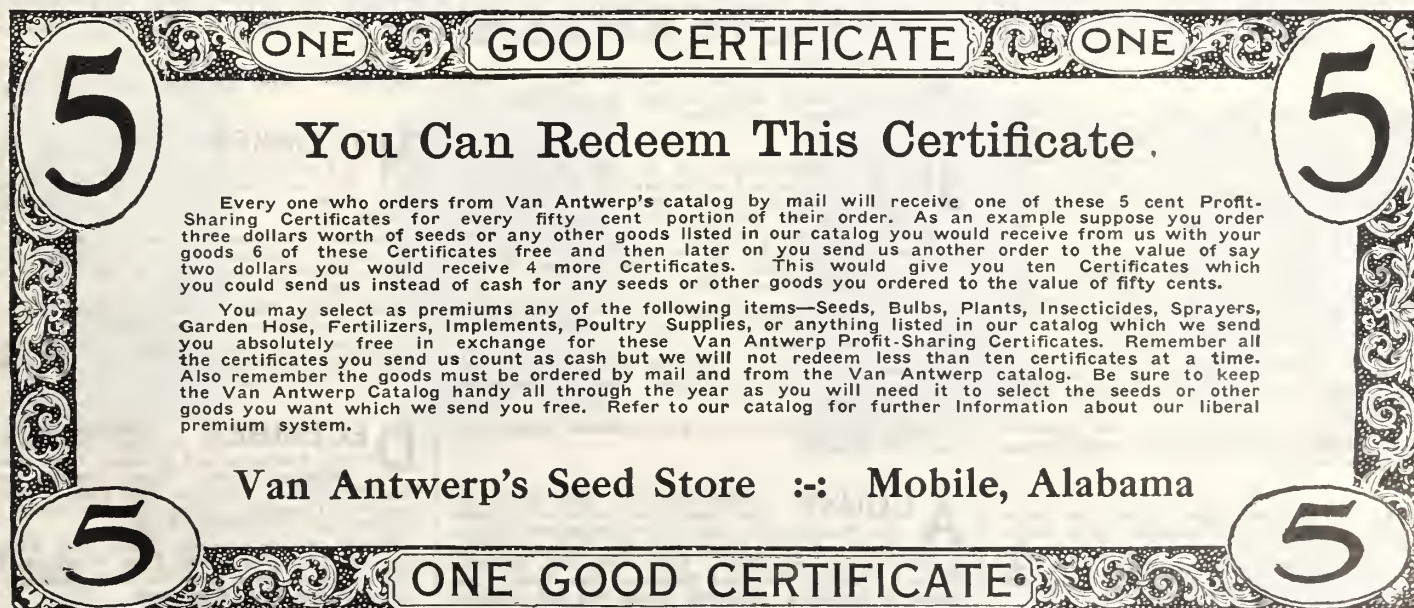 ONE GOOD CERTIFICATE ONE
5 5
You Can Redeem This Certificate.
Every one who orders from Van Antwerp's catalog by mail will receive one of these 5 cent Profit-
Sharing Certificates for every fifty cent portion of their order. As an example suppose you order
three dollars worth of seeds or any other goods listed in our catalog you would receive from us with your
goods 6 of these Certificates free and then later on you send us another order to the value of say
two dollars you would receive 4 more Certificates. This would give you ten Certificates which
you could send us instead of cash for any seeds or other goods you ordered to the value of fifty cents.
You may select as premiums any of the following items—Seeds, Bulbs, Plants, Insecticides, Sprayers,
Garden Hose, Fertilizers, Implements, Poultry Supplies, or anything listed in our catalog which we send
you absolutely free in exchange for these Van Antwerp Profit-Sharing Certificates. Remember all
the certificates you send us count as cash but we will not redeem less than ten certificates at a time.
Also remember the goods must be ordered by mail and from the Van Antwerp catalog. Be sure to keep
the Van Antwerp Catalog handy all through the year as you will need it to select the seeds or other
goods you want which we send you free. Refer to our catalog for further Information about our liberal
premium system.
Van Antwerp's Seed Store :-: Mobile, Alabama
5 5
ONE GOOD CERTIFICATE